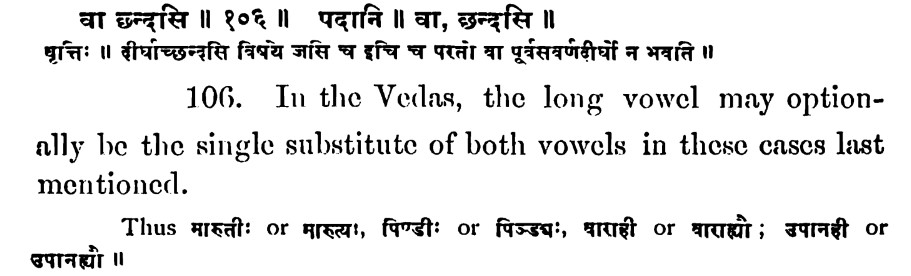 वा छन्दसि ॥ १०६ ॥ पदानि ॥ वा, छन्दसि ॥
वृत्तिः ॥ दीर्घाच्छन्दसि विषये जसि च इचि च परतो वा पूर्वसवर्णदीर्घो न भवति ॥
106. In the Vedas, the long vowel may option-
ally be the single substitute of both vowels in these cases last
mentioned.
Thus मारुतीः or मारुत्यः, पिण्डीः or पिण्ड्यः, वाराही or वाराह्यौ ; उपानही or
उपानह्यौ ॥